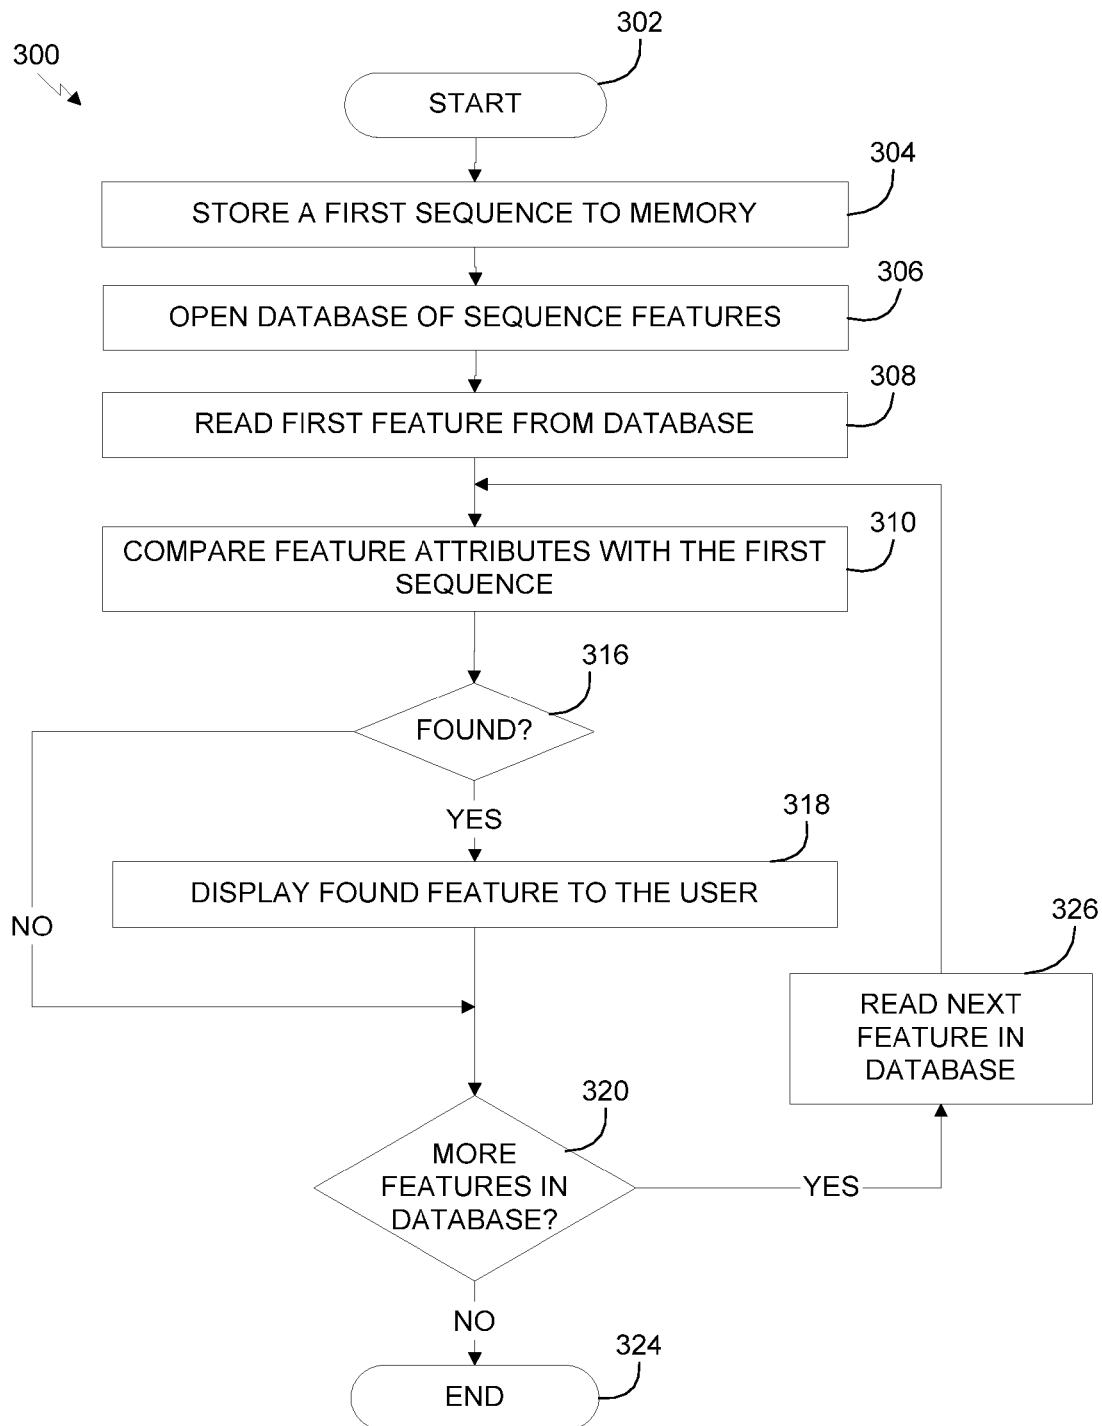 302
300
START
304
STORE A FIRST SEQUENCE TO MEMORY
306
OPEN DATABASE OF SEQUENCE FEATURES
308
READ FIRST FEATURE FROM DATABASE
310
COMPARE FEATURE ATTRIBUTES WITH THE FIRST
SEQUENCE
316
FOUND?
YES
318
DISPLAY FOUND FEATURE TO THE USER
NO
326
READ NEXT
FEATURE IN
DATABASE
320
MORE
FEATURES IN
DATABASE?
YES
NO
324
END